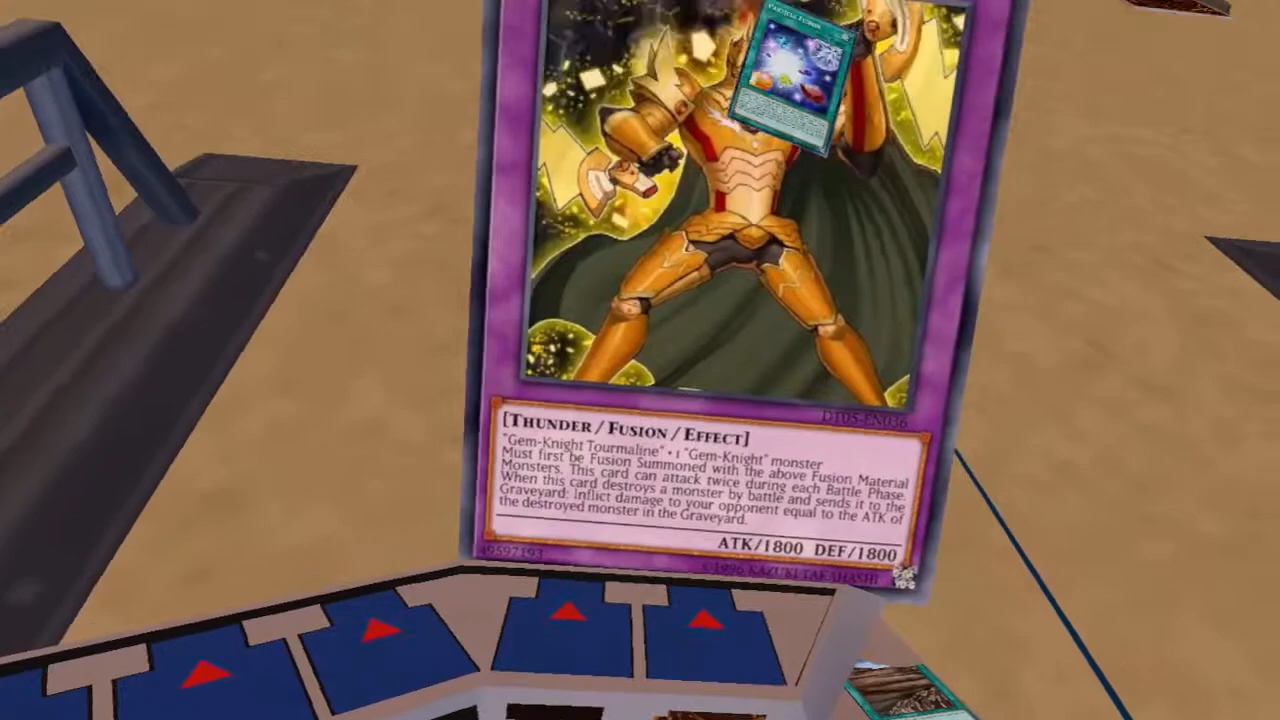 Particle Fusion
DT05-EN036
[Thunder / Fusion / Effect]
"Gem-Knight Tourmaline" + 1 "Gem-Knight" monster
Must first be Fusion Summoned with the above Fusion Material
Monsters. This card can attack twice during each Battle Phase.
When this card destroys a monster by battle and sends it to the
Graveyard: Inflict damage to your opponent equal to the ATK of
the destroyed monster in the Graveyard.
ATK/1800 DEF/1800
49597193
©1996 KAZUKI TAKAHASHI